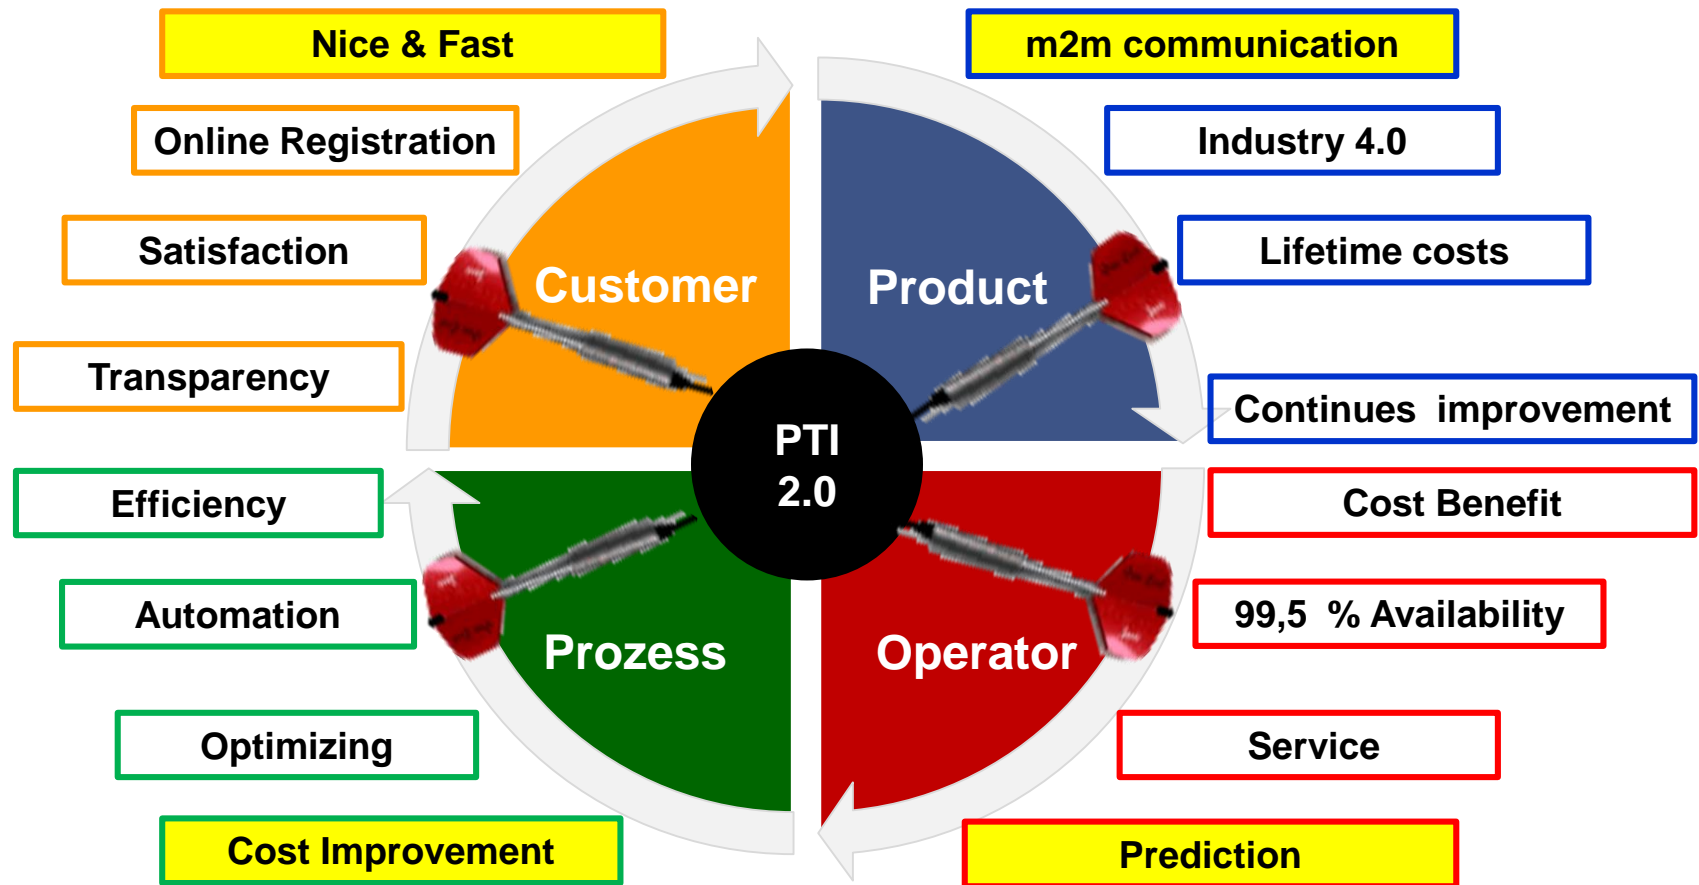 Nice & Fast
m2m communication
Online Registration
Industry 4.0
Satisfaction
Lifetime costs
Customer
Product
Transparency
Continues  improvement
PTI
2.0
Efficiency
Cost Benefit
Automation
99,5  % Availability
Prozess
Operator
Optimizing
Service
Cost Improvement
Prediction